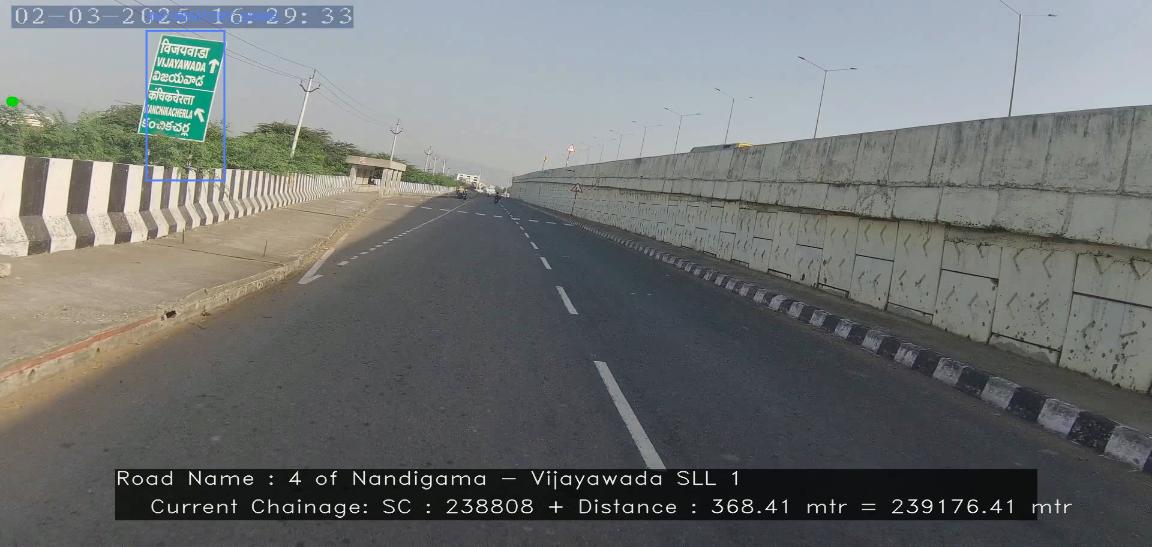 02-03-2025 16:29:33
विजयवाडा
VIJAYAWADA
విజయవాడ
कंचिकचेरला
KANCHIKACHERLA
కంచికచర్ల
Road Name : 4 of Nandigama - Vijayawada SLL 1
Current Chainage: SC : 238808 + Distance : 368.41 mtr = 239176.41 mtr